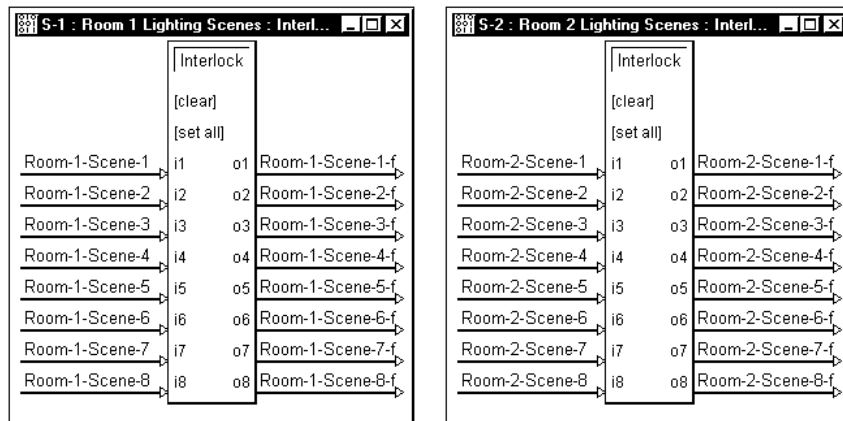 S-1 : Room 1 Lighting Scenes : Interl...
Interlock
[clear]
[set all]
Room-1-Scene-1 i1 o1 Room-1-Scene-1-f
Room-1-Scene-2 i2 o2 Room-1-Scene-2-f
Room-1-Scene-3 i3 o3 Room-1-Scene-3-f
Room-1-Scene-4 i4 o4 Room-1-Scene-4-f
Room-1-Scene-5 i5 o5 Room-1-Scene-5-f
Room-1-Scene-6 i6 o6 Room-1-Scene-6-f
Room-1-Scene-7 i7 o7 Room-1-Scene-7-f
Room-1-Scene-8 i8 o8 Room-1-Scene-8-f
S-2 : Room 2 Lighting Scenes : Interl...
Interlock
[clear]
[set all]
Room-2-Scene-1 i1 o1 Room-2-Scene-1-f
Room-2-Scene-2 i2 o2 Room-2-Scene-2-f
Room-2-Scene-3 i3 o3 Room-2-Scene-3-f
Room-2-Scene-4 i4 o4 Room-2-Scene-4-f
Room-2-Scene-5 i5 o5 Room-2-Scene-5-f
Room-2-Scene-6 i6 o6 Room-2-Scene-6-f
Room-2-Scene-7 i7 o7 Room-2-Scene-7-f
Room-2-Scene-8 i8 o8 Room-2-Scene-8-f